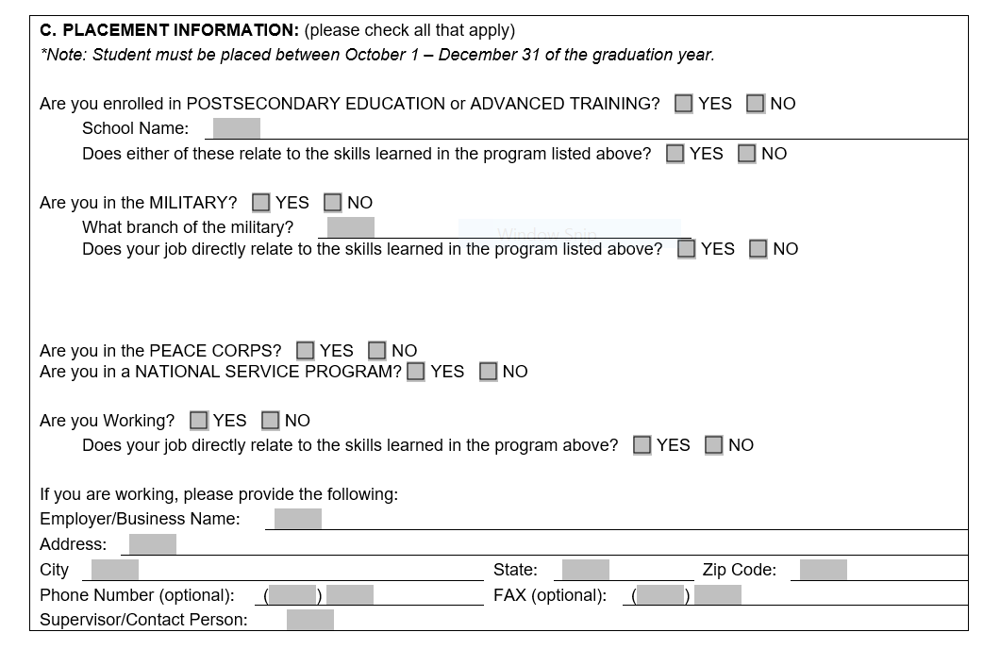 C. PLACEMENT INFORMATION: (please check all that apply)
*Note: Student must be placed between October 1 – December 31 of the graduation year.
Are you enrolled in POSTSECONDARY EDUCATION or ADVANCED TRAINING? YES NO
School Name:
Does either of these relate to the skills learned in the program listed above? YES NO
Are you in the MILITARY? YES NO
What branch of the military?
Window Snip
Does your job directly relate to the skills learned in the program listed above? YES NO
Are you in the PEACE CORPS? YES NO
Are you in a NATIONAL SERVICE PROGRAM? YES NO
Are you Working? YES NO
Does your job directly relate to the skills learned in the program above? YES NO
If you are working, please provide the following:
Employer/Business Name:
Address:
City State: Zip Code:
Phone Number (optional): ( ) FAX (optional): ( )
Supervisor/Contact Person: